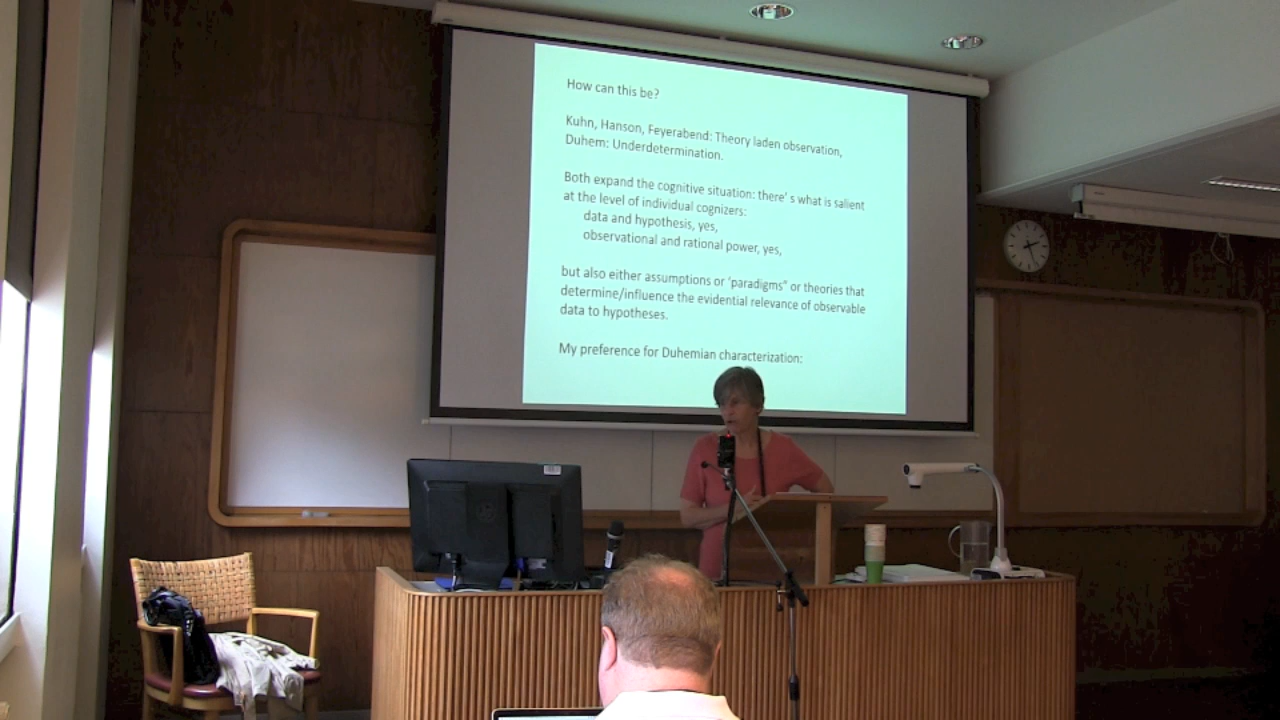 How can this be?
Kuhn, Hanson, Feyerabend: Theory laden observation,
Duhem: Underdetermination.
Both expand the cognitive situation: there’ s what is salient
at the level of individual cognizers:
data and hypothesis, yes,
observational and rational power, yes,
but also either assumptions or ‘paradigms” or theories that
determine/influence the evidential relevance of observable
data to hypotheses.
My preference for Duhemian characterization: